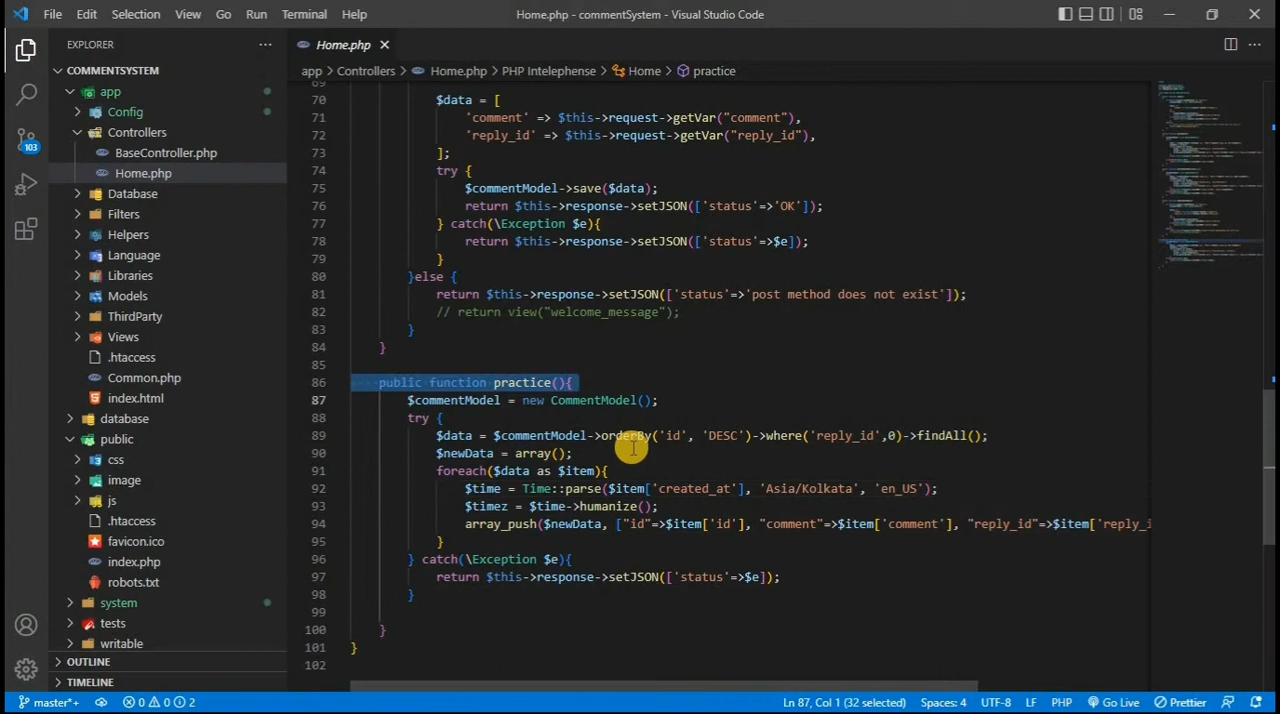 File Edit Selection View Go Run Terminal Help
Home.php - commentSystem - Visual Studio Code
EXPLORER
COMMENTSYSTEM
app
Config
Controllers
BaseController.php
Home.php
Database
Filters
Helpers
Language
Libraries
Models
ThirdParty
Views
.htaccess
Common.php
index.html
database
public
css
image
js
.htaccess
favicon.ico
index.php
robots.txt
system
tests
writable
OUTLINE
TIMELINE
103
Home.php
app > Controllers > Home.php > PHP Intelephense > Home > practice
70 $data = [
71 'comment' => $this->request->getVar("comment"),
72 'reply_id' => $this->request->getVar("reply_id"),
73 ];
74 try {
75 $commentModel->save($data);
76 return $this->response->setJSON(['status'=>'OK']);
77 } catch(\Exception $e){
78 return $this->response->setJSON(['status'=>$e]);
79 }
80 }else {
81 return $this->response->setJSON(['status'=>'post method does not exist']);
82 // return view("welcome_message");
83 }
84 }
85
86 public function practice(){
87 $commentModel = new CommentModel();
88 try {
89 $data = $commentModel->orderBy('id', 'DESC')->where('reply_id',0)->findAll();
90 $newData = array();
91 foreach($data as $item){
92 $time = Time::parse($item['created_at'], 'Asia/Kolkata', 'en_US');
93 $timez = $time->humanize();
94 array_push($newData, ["id"=>$item['id'], "comment"=>$item['comment'], "reply_id"=>$item['reply_i
95 }
96 } catch(\Exception $e){
97 return $this->response->setJSON(['status'=>$e]);
98 }
99
100 }
101 }
102
master*+ 0 0 2 Ln 87, Col 1 (32 selected) Spaces: 4 UTF-8 LF PHP Go Live Prettier